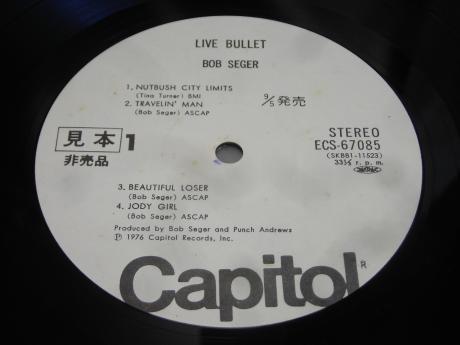 LIVE BULLET
BOB SEGER
1. NUTBUSH CITY LIMITS
(Tina Turner) BMI
2. TRAVELIN' MAN
(Bob Seger) ASCAP
9/5 発売
見本 1
非売品
STEREO
ECS-67085
(SKBB1-11523)
33⅓ r. p. m.
3. BEAUTIFUL LOSER
(Bob Seger) ASCAP
4. JODY GIRL
(Bob Seger) ASCAP
Produced by Bob Seger and Punch Andrews
Ⓟ 1976 Capitol Records, Inc.
Capitol®